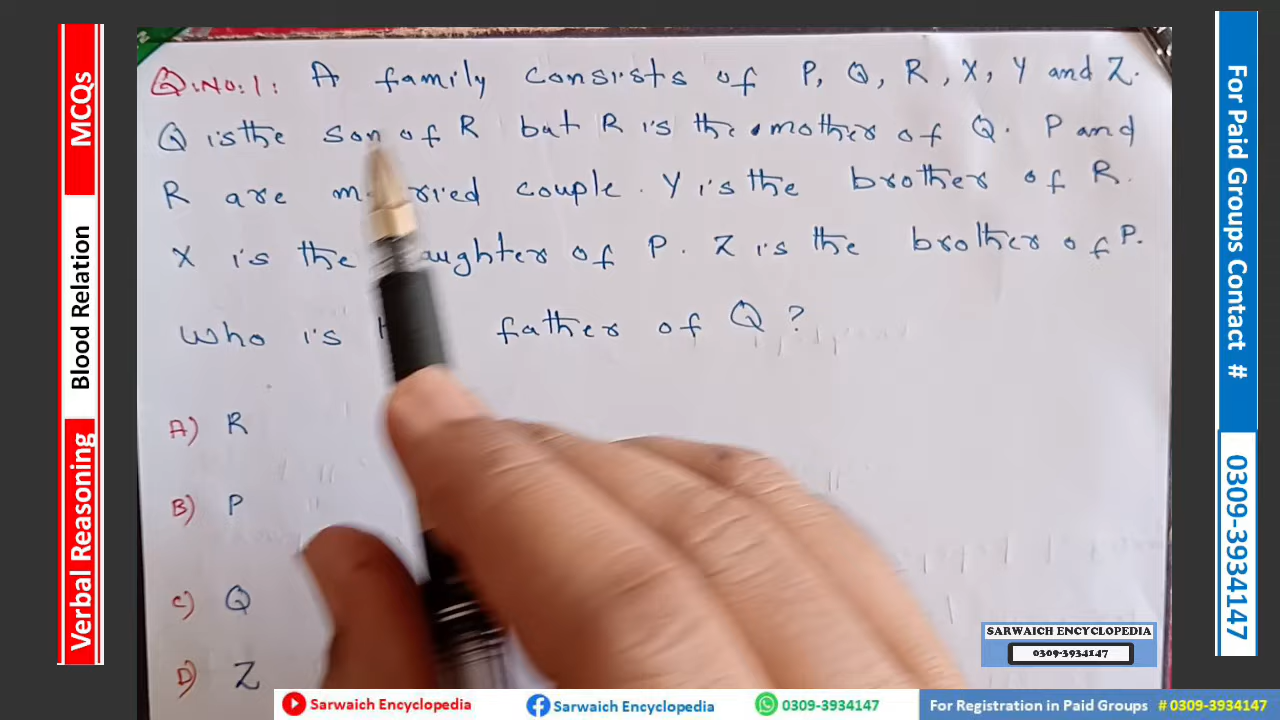 Q.No.1: A family consists of P, Q, R, X, Y and Z.
Q is the son of R but R is the mother of Q. P and
R are married couple. Y is the brother of R.
X is the daughter of P. Z is the brother of P.
Who is father of Q?
A) R
B) P
C) Q
D) Z
MCQs
Blood Relation
Verbal Reasoning
For Paid Groups Contact #
0309-3934147
SARWAICH ENCYCLOPEDIA
0309-3934147
Sarwaich Encyclopedia
Sarwaich Encyclopedia
0309-3934147
For Registration in Paid Groups # 0309-3934147